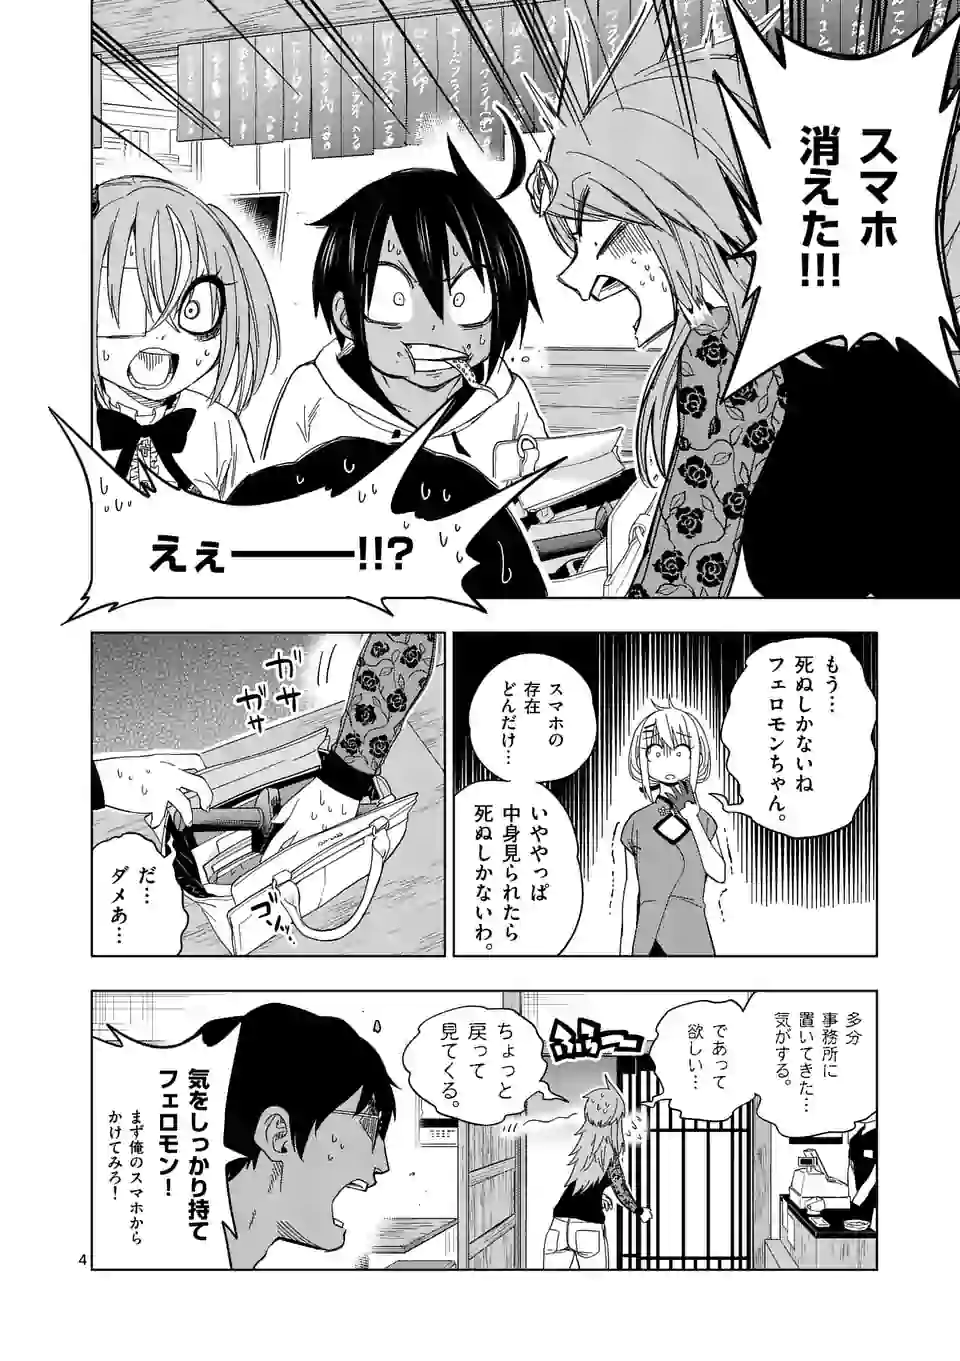 スマホ
消えた!!!
えぇ――――!!?
もう…
死ぬしかないね
フェロモンちゃん。
スマホの
存在
どんだけ…
いややっぱ
中身見られたら
死ぬしかないわ。
ガサ
ガサ
ゴソッ…
だ…
ダメあ…
多分
事務所に
置いてきた…
気がする。
であって
欲しい…
ちょっと
戻って
見てくる。
ふら〜
気をしっかり持て
フェロモン!
まず俺のスマホから
かけてみろ!
4